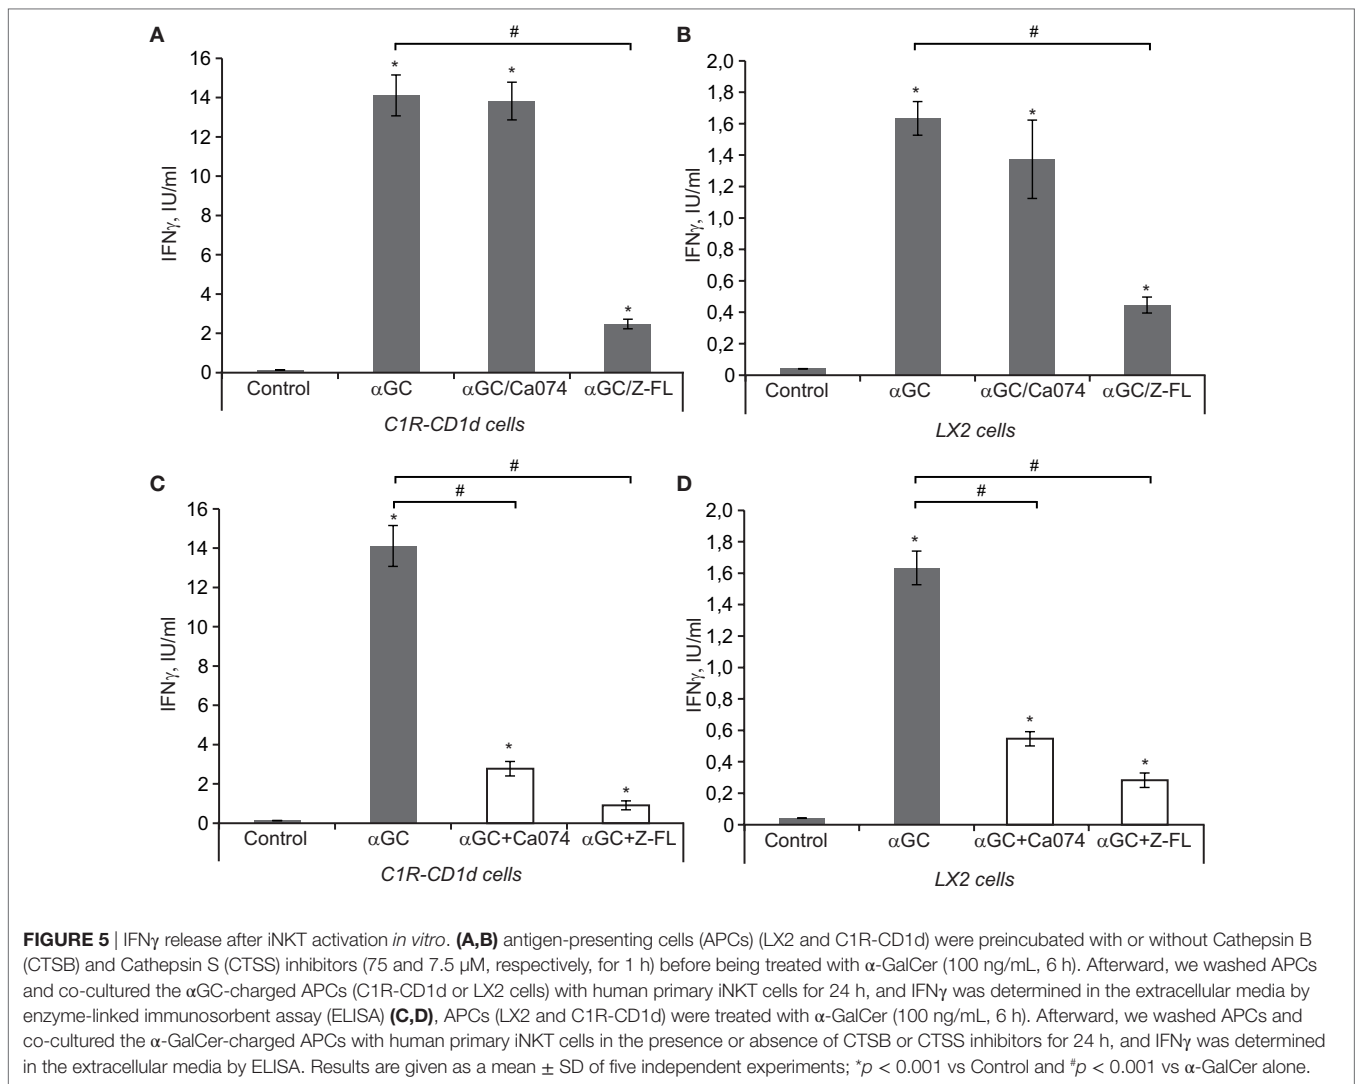 A
#
16
14
12
10
8
6
4
2
0
IFNγ, IU/ml
*
*
*
Control
αGC
αGC/Ca074
αGC/Z-FL
C1R-CD1d cells
B
#
2,0
1,8
1,6
1,4
1,2
1,0
0,8
0,6
0,4
0,2
0
IFNγ, IU/ml
*
*
*
Control
αGC
αGC/Ca074
αGC/Z-FL
LX2 cells
C
#
#
16
14
12
10
8
6
4
2
0
IFNγ, IU/ml
*
*
*
Control
αGC
αGC+Ca074
αGC+Z-FL
C1R-CD1d cells
D
#
#
2,0
1,8
1,6
1,4
1,2
1,0
0,8
0,6
0,4
0,2
0
IFNγ, IU/ml
*
*
*
Control
αGC
αGC+Ca074
αGC+Z-FL
LX2 cells
FIGURE 5 | IFNγ release after iNKT activation in vitro. (A,B) antigen-presenting cells (APCs) (LX2 and C1R-CD1d) were preincubated with or without Cathepsin B
(CTSB) and Cathepsin S (CTSS) inhibitors (75 and 7.5 μM, respectively, for 1 h) before being treated with α-GalCer (100 ng/mL, 6 h). Afterward, we washed APCs
and co-cultured the αGC-charged APCs (C1R-CD1d or LX2 cells) with human primary iNKT cells for 24 h, and IFNγ was determined in the extracellular media by
enzyme-linked immunosorbent assay (ELISA) (C,D), APCs (LX2 and C1R-CD1d) were treated with α-GalCer (100 ng/mL, 6 h). Afterward, we washed APCs and
co-cultured the α-GalCer-charged APCs with human primary iNKT cells in the presence or absence of CTSB or CTSS inhibitors for 24 h, and IFNγ was determined
in the extracellular media by ELISA. Results are given as a mean ± SD of five independent experiments; *p < 0.001 vs Control and #p < 0.001 vs α-GalCer alone.